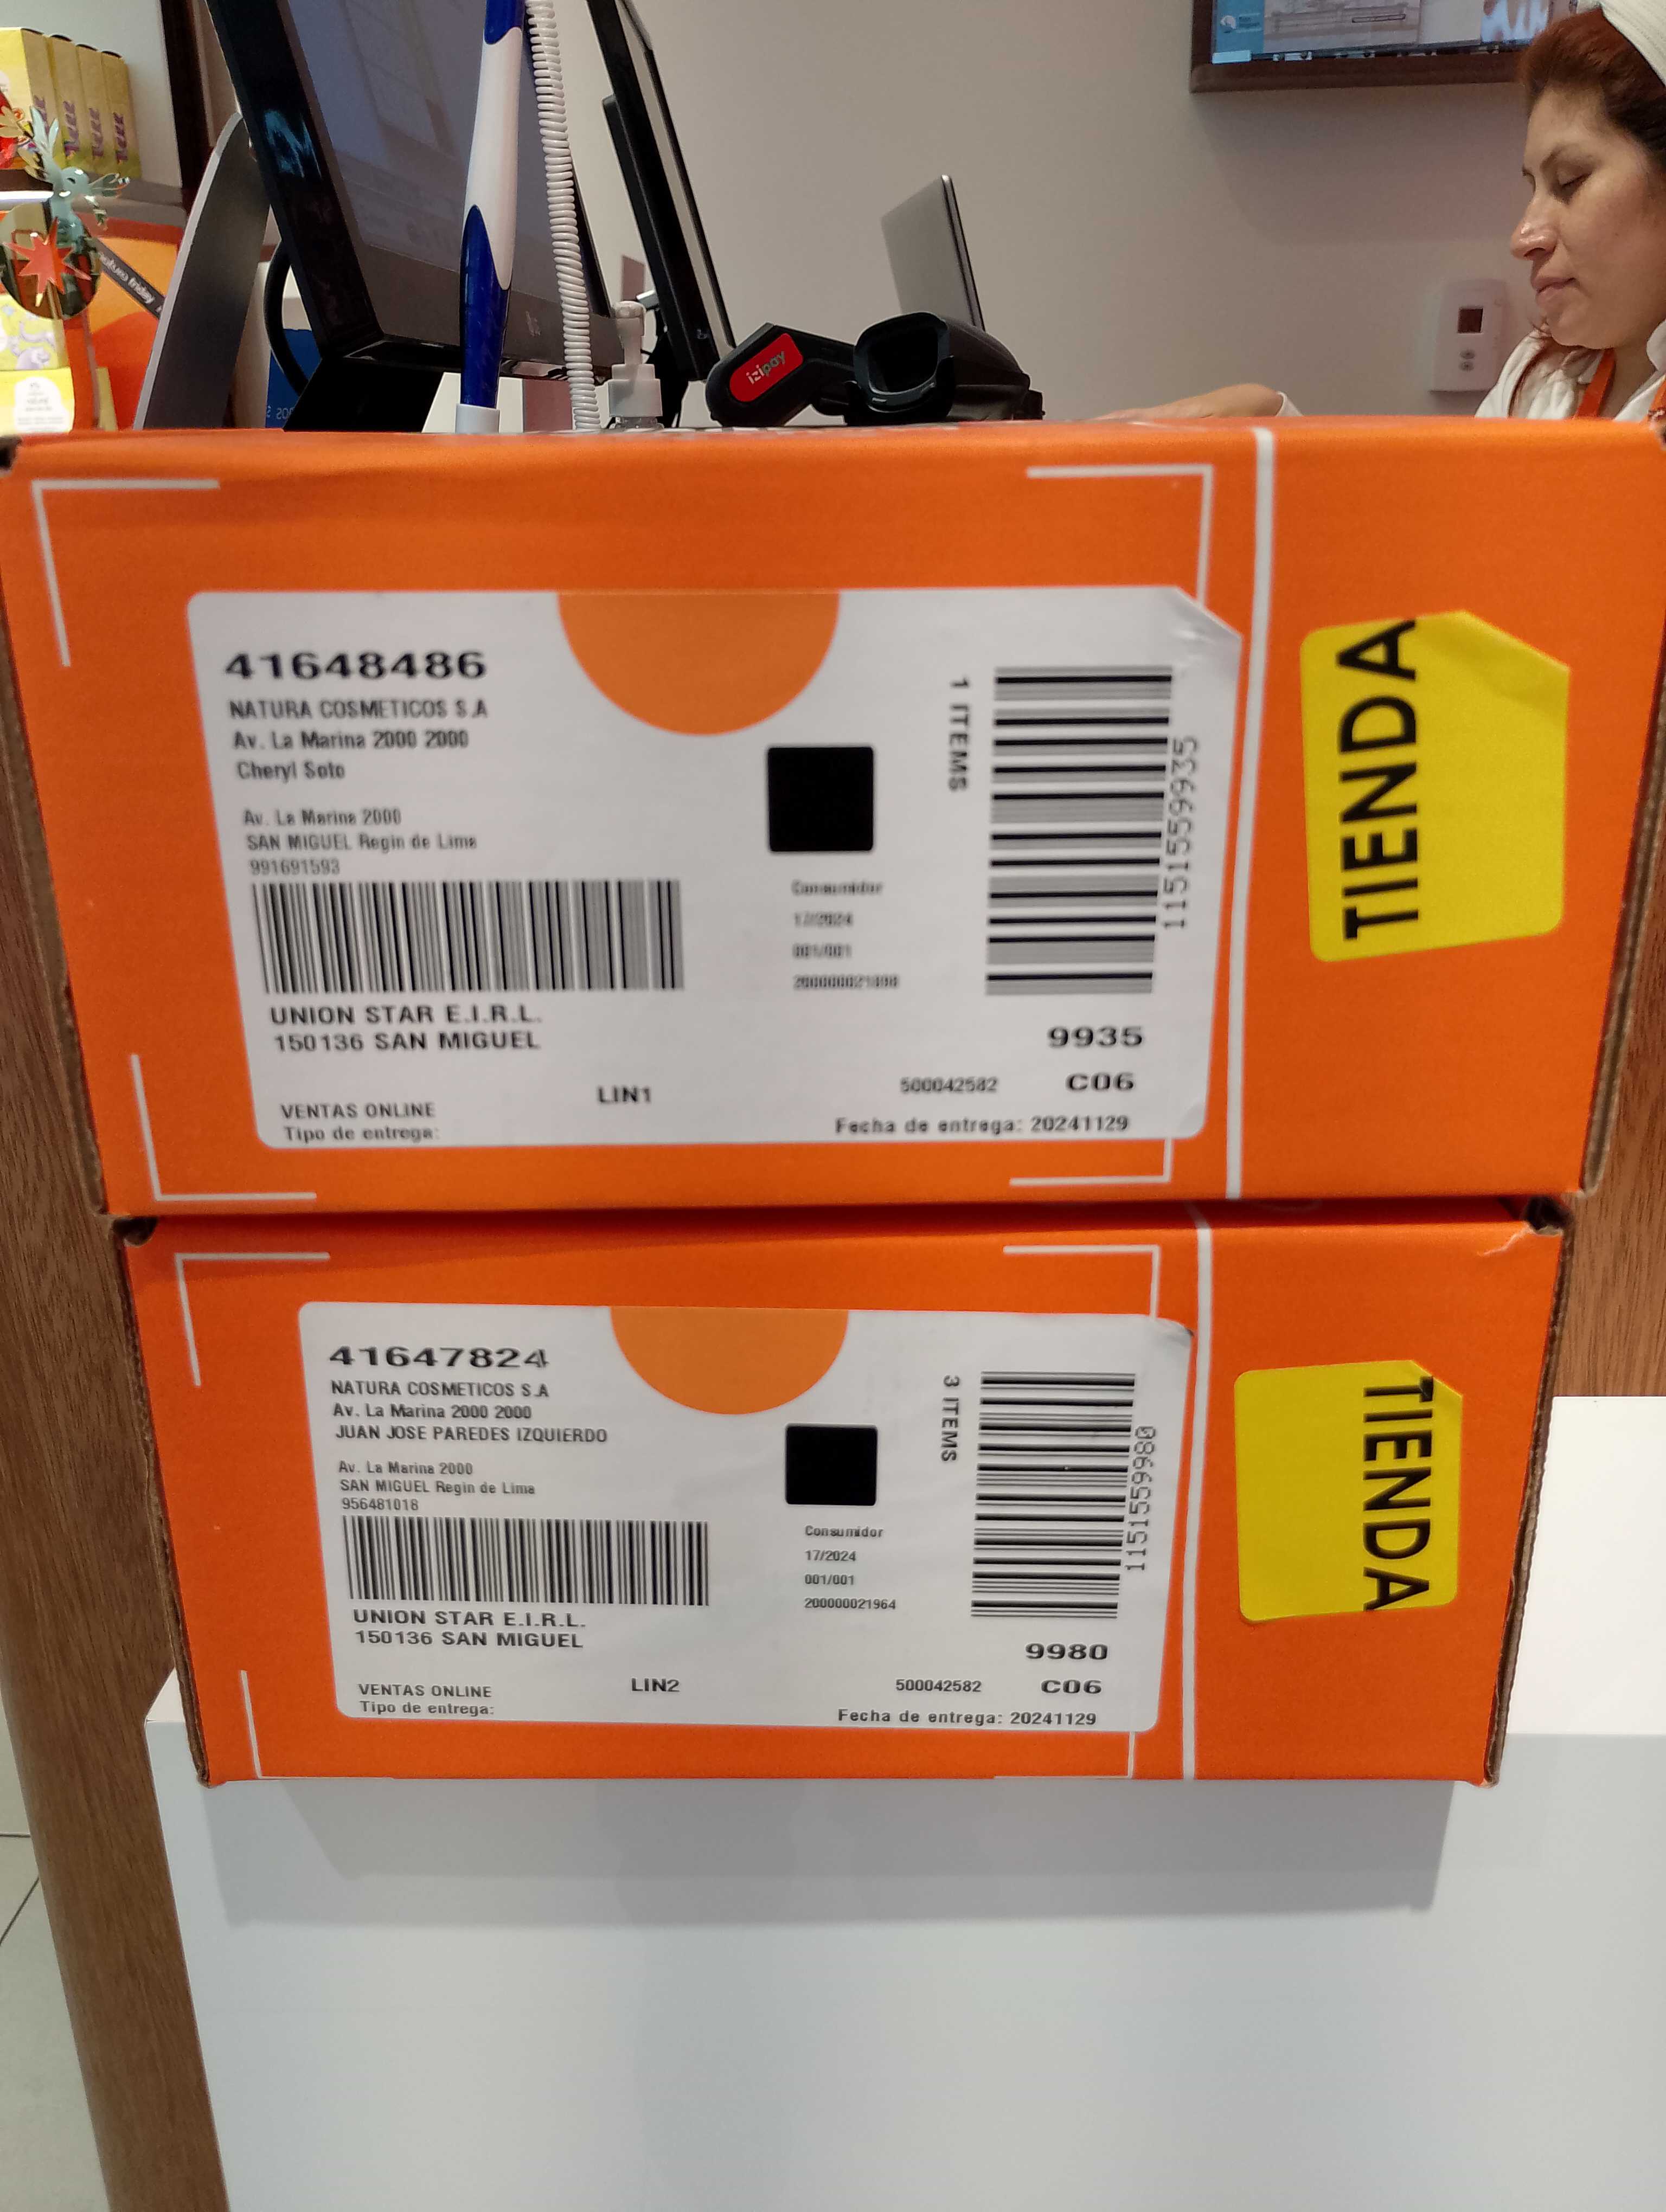 izipay
41648486
NATURA COSMETICOS S.A
Av. La Marina 2000 2000
Cheryl Soto
Av. La Marina 2000
SAN MIGUEL Regin de Lima
991691593
UNION STAR E.I.R.L.
150136 SAN MIGUEL
VENTAS ONLINE
Tipo de entrega:
LIN1
1 ITEMS
1151559935
Consumidor
17/2024
001/001
9935
500042582 C06
Fecha de entrega: 20241129
TIENDA
41647824
NATURA COSMETICOS S.A
Av. La Marina 2000 2000
JUAN JOSE PAREDES IZQUIERDO
Av. La Marina 2000
SAN MIGUEL Regin de Lima
956481018
UNION STAR E.I.R.L.
150136 SAN MIGUEL
VENTAS ONLINE
Tipo de entrega:
LIN2
3 ITEMS
1151559980
Consumidor
17/2024
001/001
200000021964
9980
500042582 C06
Fecha de entrega: 20241129
TIENDA